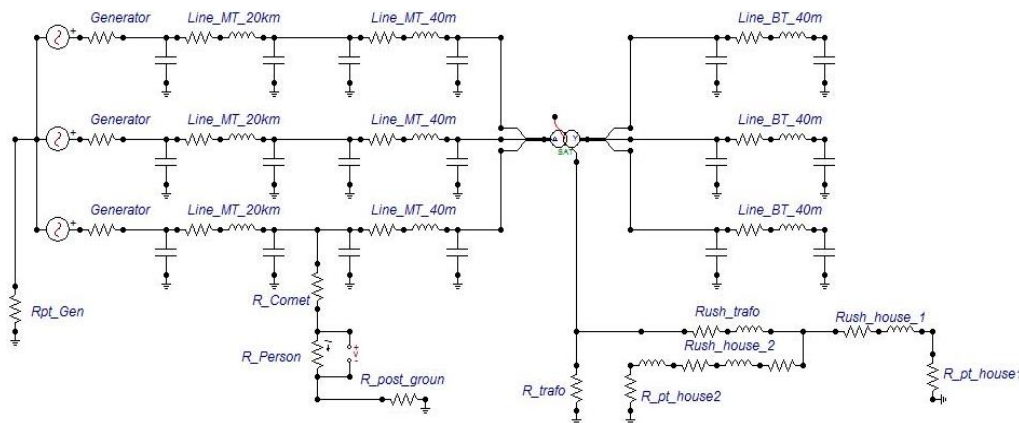 Generator Line_MT_20km Line_MT_40m Line_BT_40m
Generator Line_MT_20km Line_MT_40m Line_BT_40m
SAT
Generator Line_MT_20km Line_MT_40m Line_BT_40m
R_Comet
Rpt_Gen
Rush_trafo Rush_house_1
R_Person
Rush_house_2
R_post_groun
R_trafo
R_pt_house2
R_pt_house1